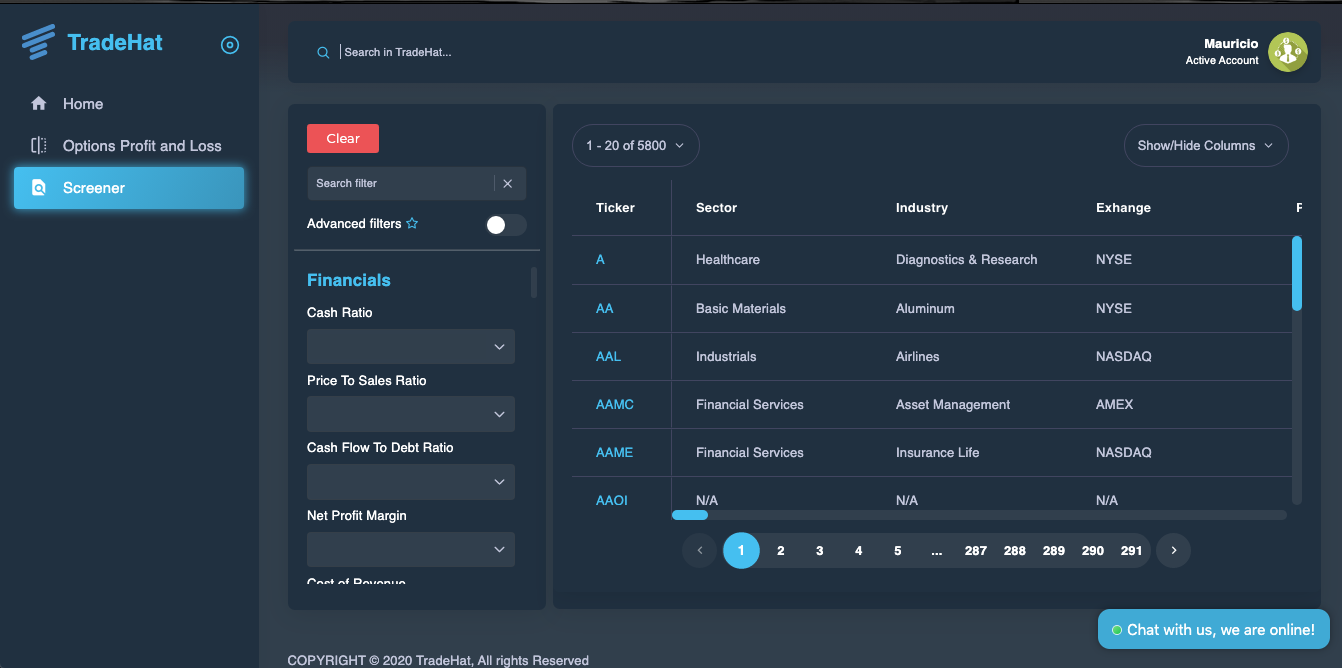 TradeHat
Home
Options Profit and Loss
Screener
Search in TradeHat...
Mauricio
Active Account
Clear
Search filter
Advanced filters
Financials
Cash Ratio
Price To Sales Ratio
Cash Flow To Debt Ratio
Net Profit Margin
Cost of Revenue
1 - 20 of 5800
Show/Hide Columns
Ticker Sector Industry Exhange F
A Healthcare Diagnostics & Research NYSE
AA Basic Materials Aluminum NYSE
AAL Industrials Airlines NASDAQ
AAMC Financial Services Asset Management AMEX
AAME Financial Services Insurance Life NASDAQ
AAOI N/A N/A N/A
1 2 3 4 5 ... 287 288 289 290 291
Chat with us, we are online!
COPYRIGHT © 2020 TradeHat, All rights Reserved